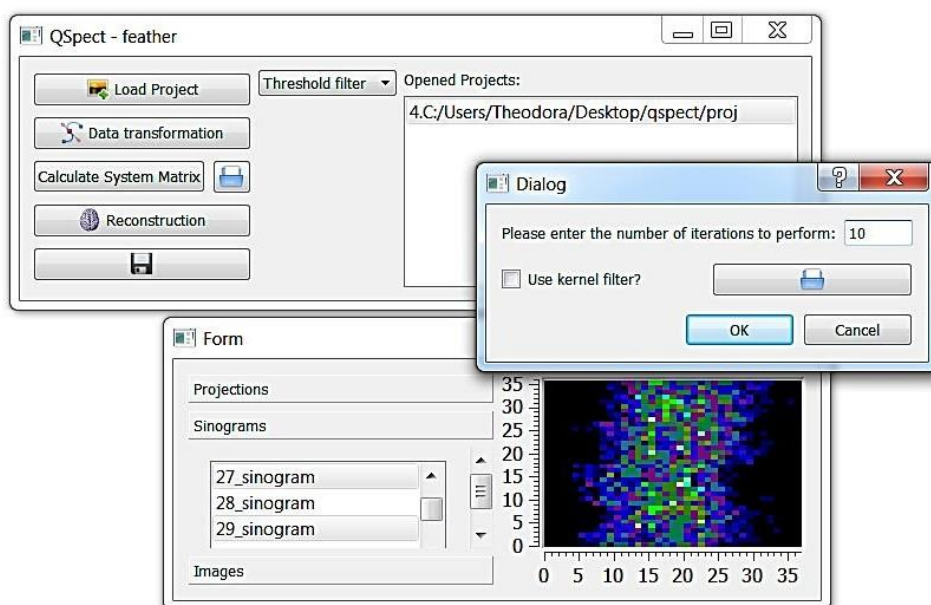 QSpect - feather
Load Project
Threshold filter
Opened Projects:
Data transformation
4.C:/Users/Theodora/Desktop/qspect/proj
Calculate System Matrix
Reconstruction
Dialog
Please enter the number of iterations to perform: 10
Use kernel filter?
OK
Cancel
Form
Projections
Sinograms
27_sinogram
28_sinogram
29_sinogram
Images
35
30
25
20
15
10
5
0
0 5 10 15 20 25 30 35